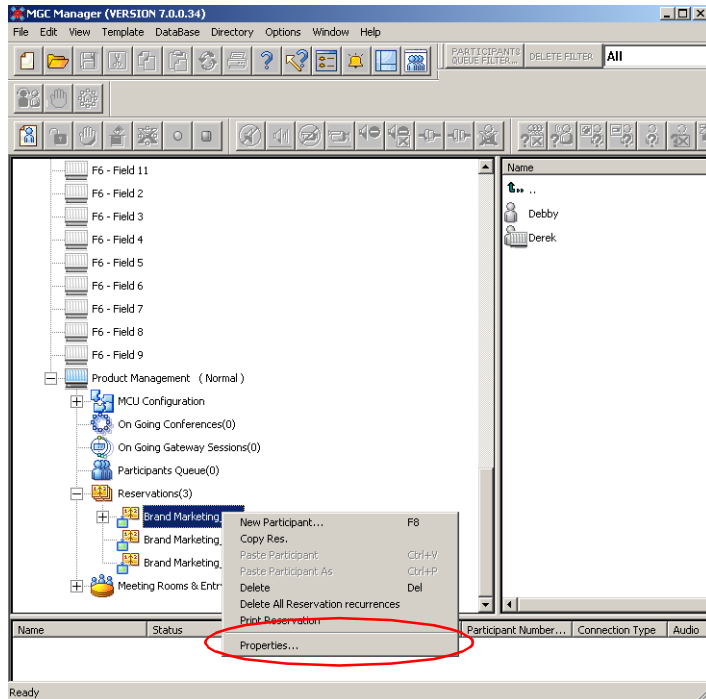 MGC Manager (VERSION 7.0.0.34)
File Edit View Template DataBase Directory Options Window Help
PARTICIPANTS
QUEUE FILTER...
DELETE FILTER
All
F6 - Field 11
F6 - Field 2
F6 - Field 3
F6 - Field 4
F6 - Field 5
F6 - Field 6
F6 - Field 7
F6 - Field 8
F6 - Field 9
Product Management ( Normal )
MCU Configuration
On Going Conferences(0)
On Going Gateway Sessions(0)
Participants Queue(0)
Reservations(3)
Brand Marketing_
Brand Marketing_
Brand Marketing_
Meeting Rooms & Entr
New Participant... F8
Copy Res.
Paste Participant Ctrl+V
Paste Participant As Ctrl+P
Delete Del
Delete All Reservation recurrences
Print Reservation
Properties...
Name
..
Debby
Derek
Name Status Participant Number... Connection Type Audio
Ready